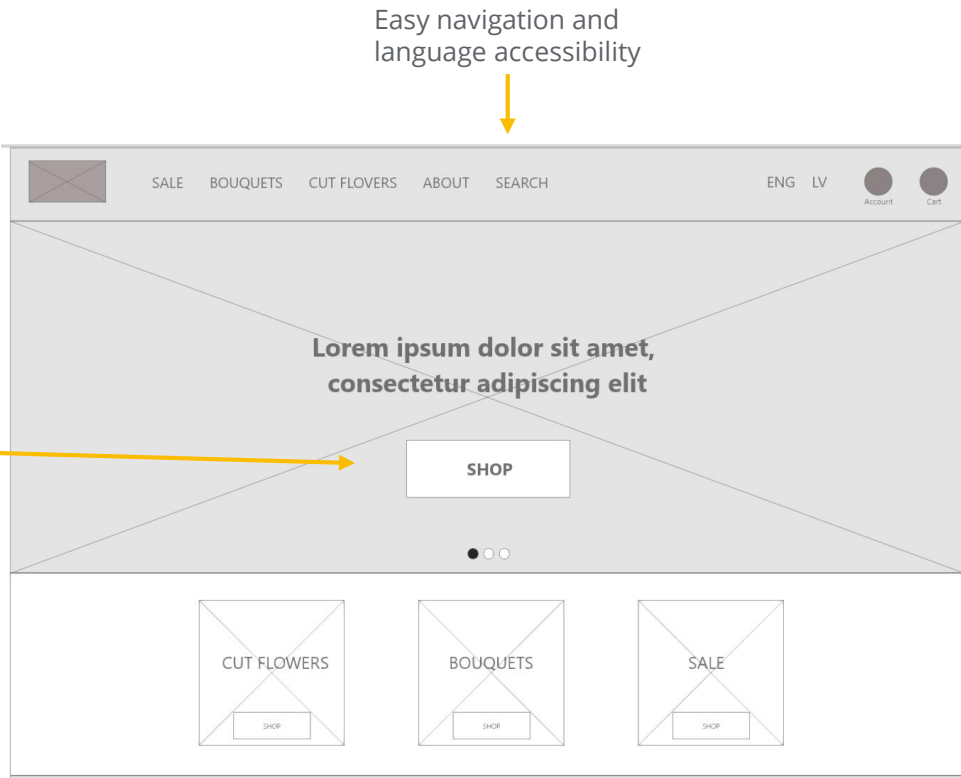 Easy navigation and
language accessibility
SALE BOUQUETS CUT FLOVERS ABOUT SEARCH ENG LV
Account Cart
Lorem ipsum dolor sit amet,
consectetur adipiscing elit
SHOP
CUT FLOWERS BOUQUETS SALE
SHOP SHOP SHOP